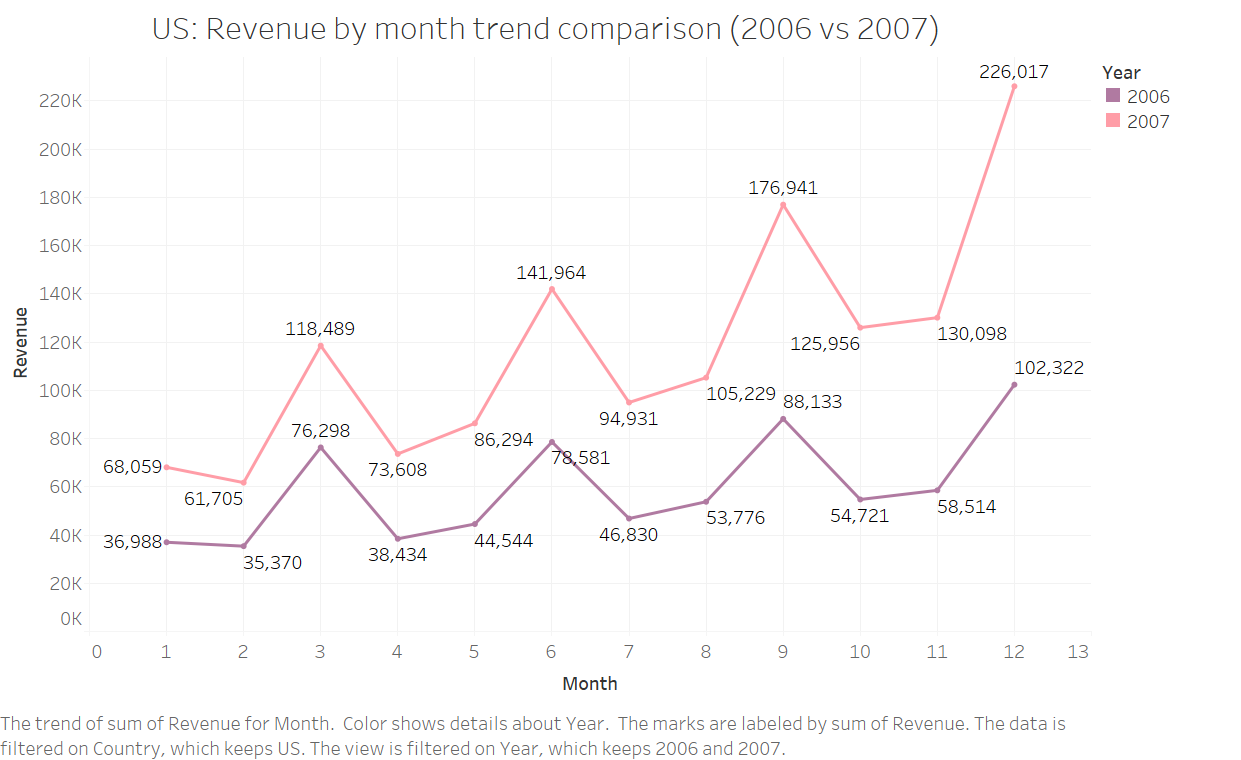 US: Revenue by month trend comparison (2006 vs 2007)
Year
2006
2007
Revenue
220K
200K
180K
160K
140K
120K
100K
80K
60K
40K
20K
0K
226,017
176,941
141,964
118,489
125,956
130,098
102,322
105,229
88,133
94,931
86,294
76,298
73,608
78,581
68,059
61,705
36,988
35,370
38,434
44,544
46,830
53,776
54,721
58,514
0 1 2 3 4 5 6 7 8 9 10 11 12 13
Month
The trend of sum of Revenue for Month.  Color shows details about Year.  The marks are labeled by sum of Revenue. The data is
filtered on Country, which keeps US. The view is filtered on Year, which keeps 2006 and 2007.